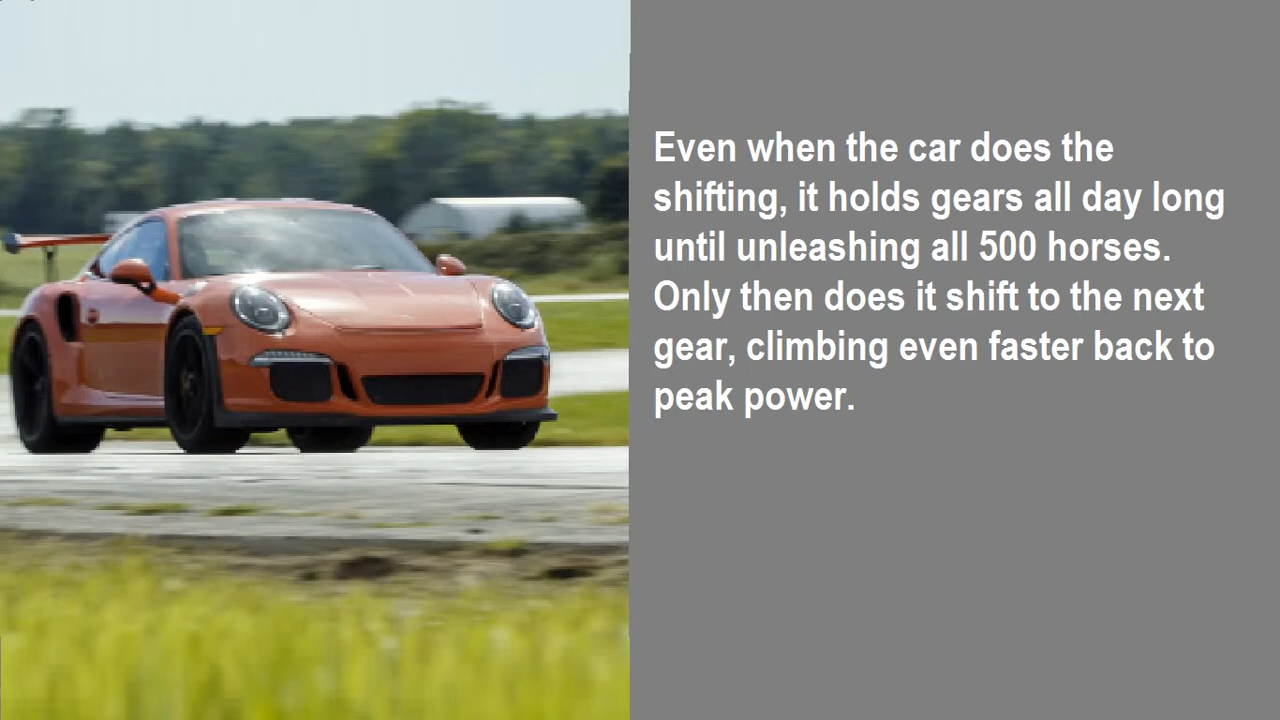 Even when the car does the
shifting, it holds gears all day long
until unleashing all 500 horses.
Only then does it shift to the next
gear, climbing even faster back to
peak power.